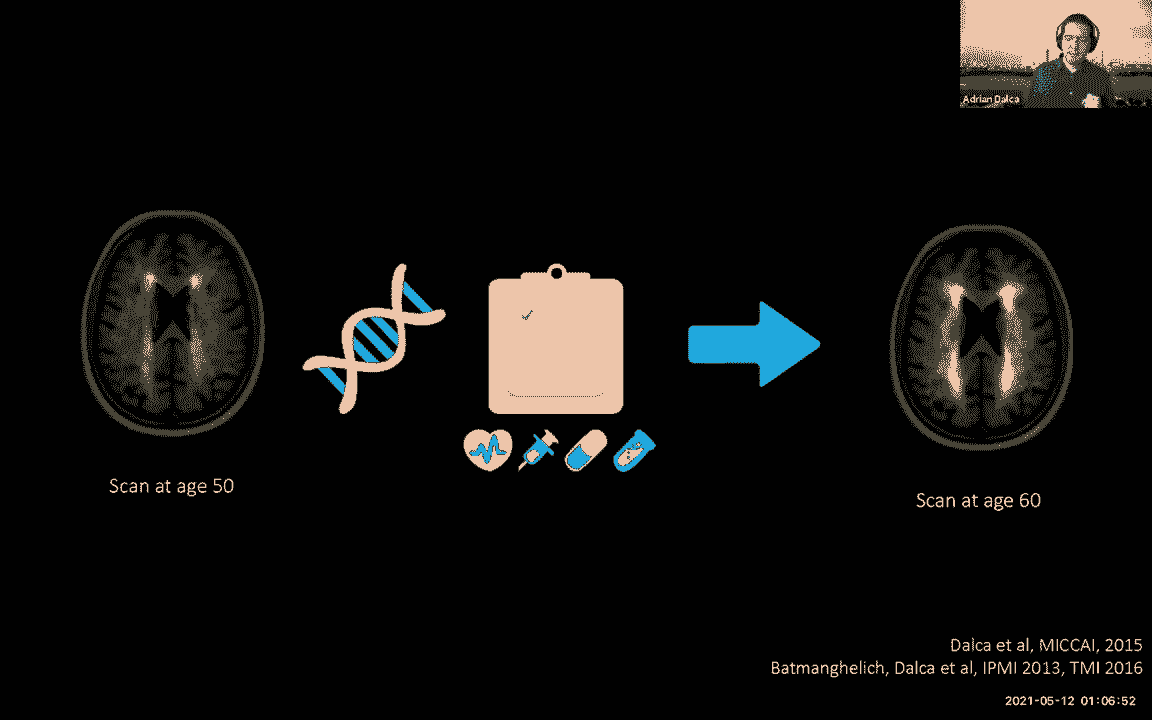 Adrian Dalca
Scan at age 50
Scan at age 60
Dalca et al, MICCAI, 2015
Batmanghelich, Dalca et al, IPMI 2013, TMI 2016
2021-05-12 01:06:52